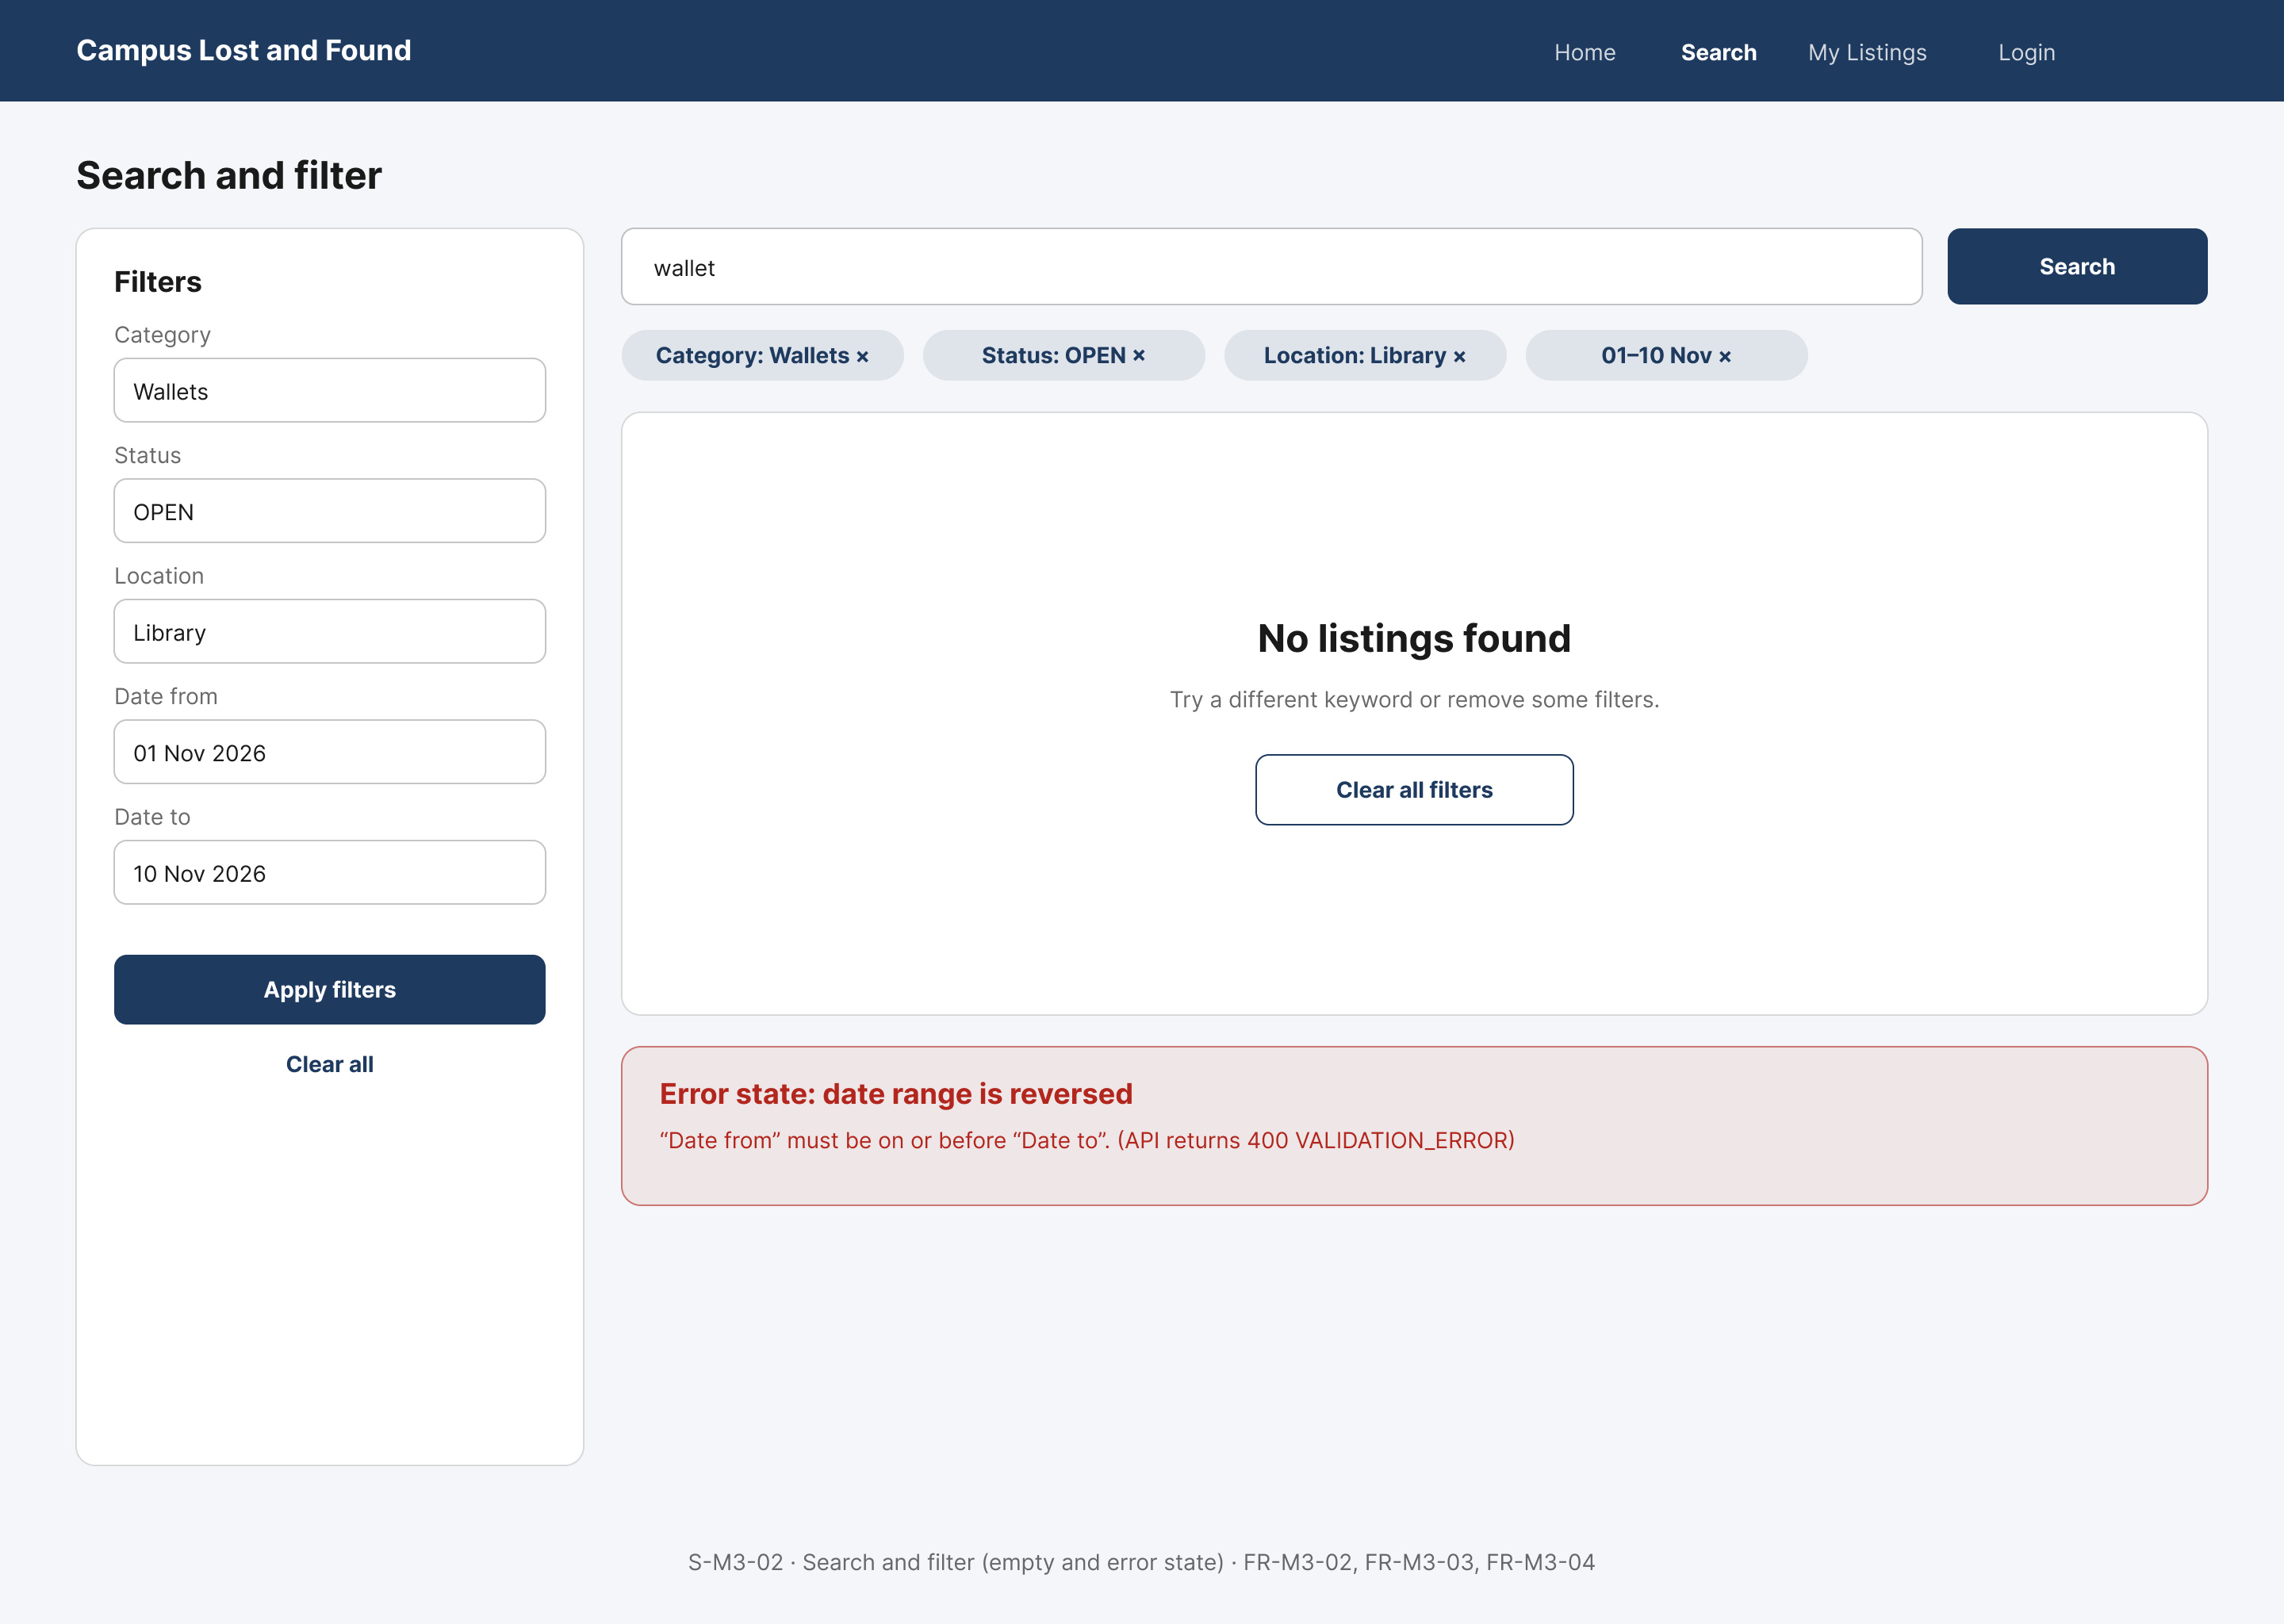 Campus Lost and Found
Home Search My Listings Login
Search and filter
Filters
Category
Wallets
Status
OPEN
Location
Library
Date from
01 Nov 2026
Date to
10 Nov 2026
Apply filters
Clear all
wallet
Search
Category: Wallets × Status: OPEN × Location: Library × 01–10 Nov ×
No listings found
Try a different keyword or remove some filters.
Clear all filters
Error state: date range is reversed
“Date from” must be on or before “Date to”. (API returns 400 VALIDATION_ERROR)
S-M3-02 · Search and filter (empty and error state) · FR-M3-02, FR-M3-03, FR-M3-04